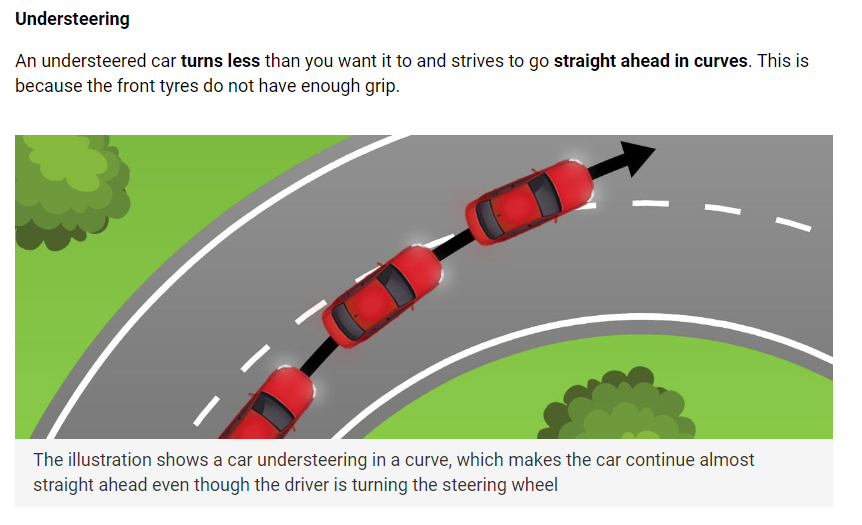 Understeering
An understeered car turns less than you want it to and strives to go straight ahead in curves. This is
because the front tyres do not have enough grip.
The illustration shows a car understeering in a curve, which makes the car continue almost
straight ahead even though the driver is turning the steering wheel